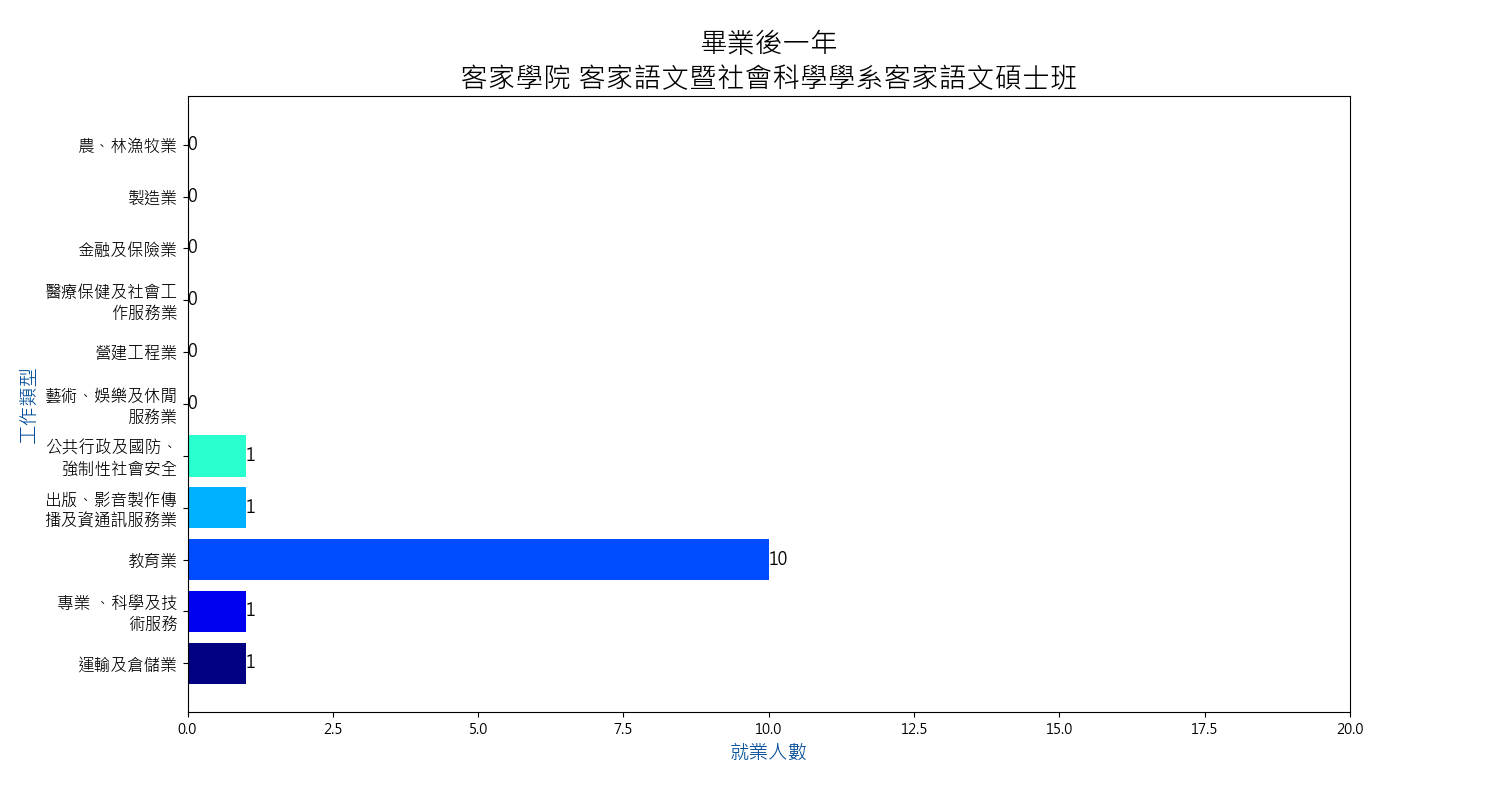 畢業後一年
客家學院 客家語文暨社會科學學系客家語文碩士班
農、林漁牧業
0
製造業
0
金融及保險業
0
醫療保健及社會工
作服務業
0
營建工程業
0
藝術、娛樂及休閒
服務業
0
公共行政及國防、
強制性社會安全
1
出版、影音製作傳
播及資通訊服務業
1
教育業
10
專業 、科學及技
術服務
1
運輸及倉儲業
1
工作類型
0.0 2.5 5.0 7.5 10.0 12.5 15.0 17.5 20.0
就業人數